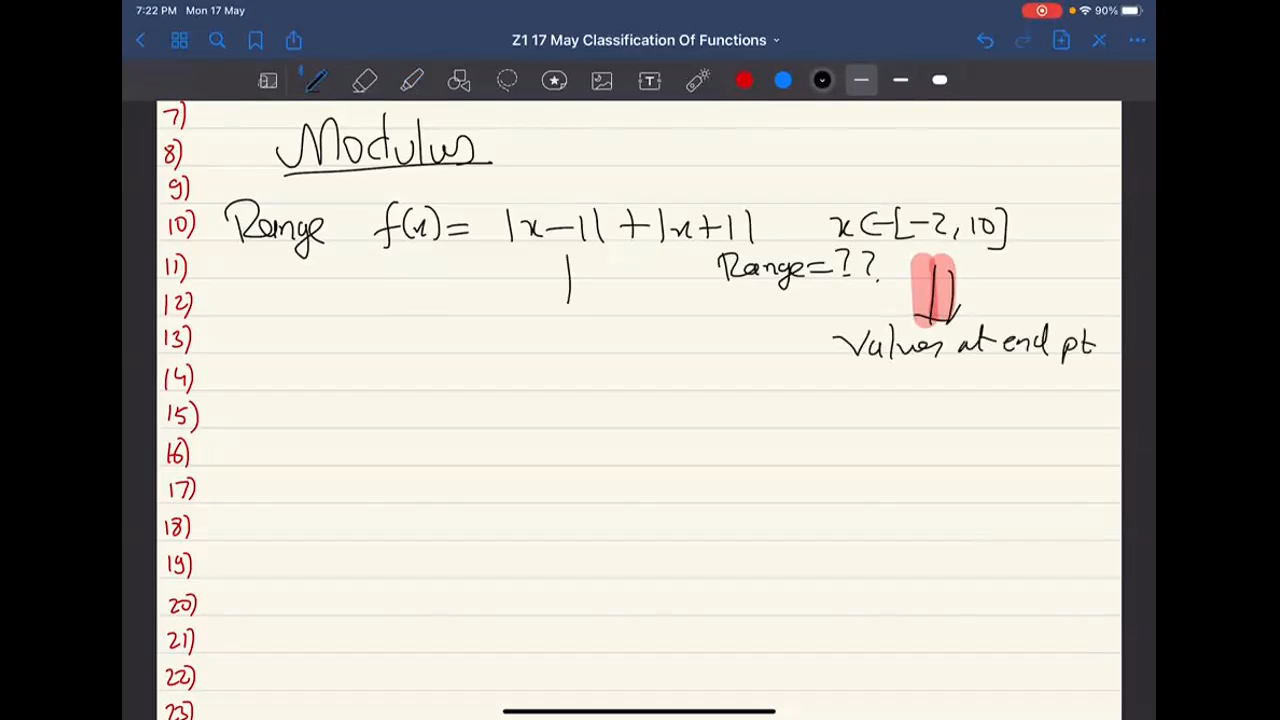 7:22 PM Mon 17 May
90%
Z1 17 May Classification Of Functions
T
7)
8) Modulus
9)
10) Range f(x)= |x-1| + |x+1| x ∈ [-2, 10]
11) Range=??
12)
13) Values at end pt
14)
15)
16)
17)
18)
19)
20)
21)
22)
23)